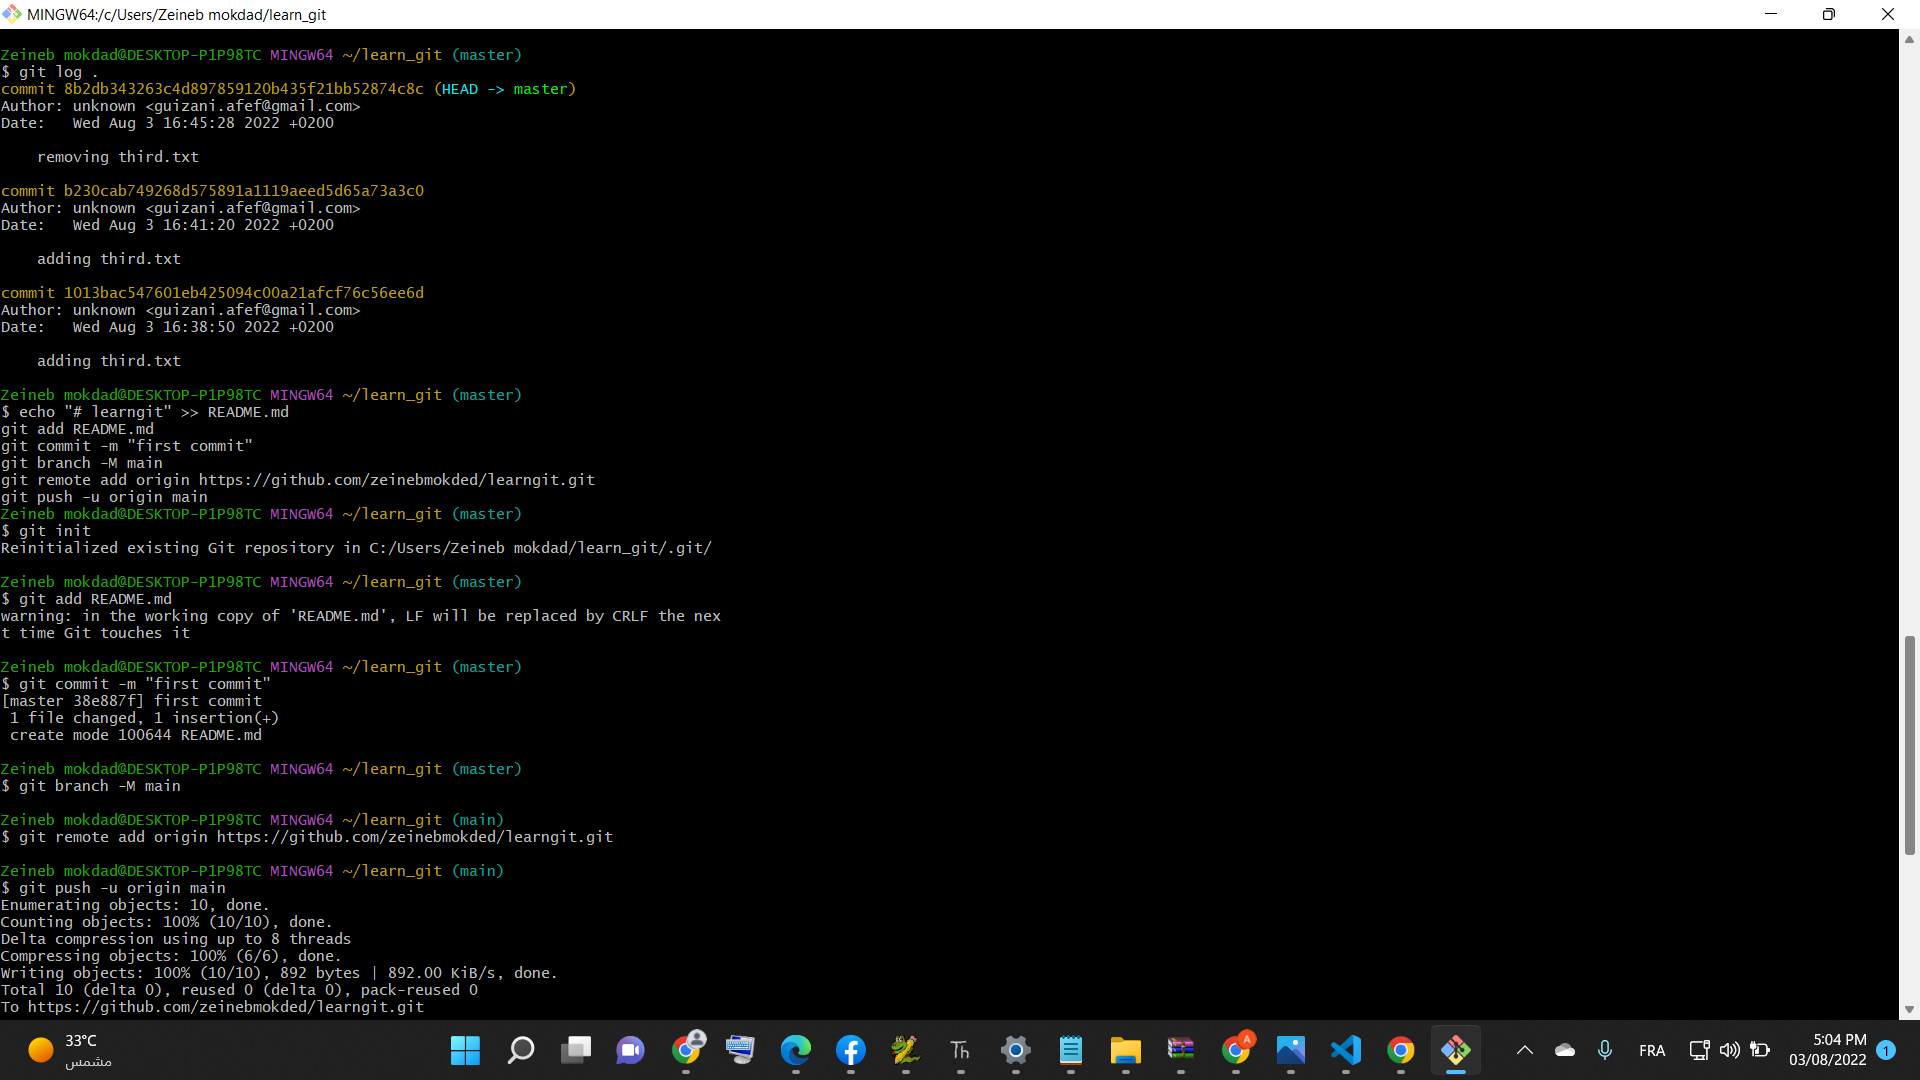 MINGW64:/c/Users/Zeineb mokdad/learn_git
Zeineb mokdad@DESKTOP-P1P98TC MINGW64 ~/learn_git (master)
$ git log .
commit 8b2db343263c4d897859120b435f21bb52874c8c (HEAD -> master)
Author: unknown <guizani.afef@gmail.com>
Date:   Wed Aug 3 16:45:28 2022 +0200
    removing third.txt
commit b230cab749268d575891a1119aeed5d65a73a3c0
Author: unknown <guizani.afef@gmail.com>
Date:   Wed Aug 3 16:41:20 2022 +0200
    adding third.txt
commit 1013bac547601eb425094c00a21afcf76c56ee6d
Author: unknown <guizani.afef@gmail.com>
Date:   Wed Aug 3 16:38:50 2022 +0200
    adding third.txt
Zeineb mokdad@DESKTOP-P1P98TC MINGW64 ~/learn_git (master)
$ echo "# learngit" >> README.md
git add README.md
git commit -m "first commit"
git branch -M main
git remote add origin https://github.com/zeinebmokded/learngit.git
git push -u origin main
Zeineb mokdad@DESKTOP-P1P98TC MINGW64 ~/learn_git (master)
$ git init
Reinitialized existing Git repository in C:/Users/Zeineb mokdad/learn_git/.git/
Zeineb mokdad@DESKTOP-P1P98TC MINGW64 ~/learn_git (master)
$ git add README.md
warning: in the working copy of 'README.md', LF will be replaced by CRLF the nex
t time Git touches it
Zeineb mokdad@DESKTOP-P1P98TC MINGW64 ~/learn_git (master)
$ git commit -m "first commit"
[master 38e887f] first commit
 1 file changed, 1 insertion(+)
 create mode 100644 README.md
Zeineb mokdad@DESKTOP-P1P98TC MINGW64 ~/learn_git (master)
$ git branch -M main
Zeineb mokdad@DESKTOP-P1P98TC MINGW64 ~/learn_git (main)
$ git remote add origin https://github.com/zeinebmokded/learngit.git
Zeineb mokdad@DESKTOP-P1P98TC MINGW64 ~/learn_git (main)
$ git push -u origin main
Enumerating objects: 10, done.
Counting objects: 100% (10/10), done.
Delta compression using up to 8 threads
Compressing objects: 100% (6/6), done.
Writing objects: 100% (10/10), 892 bytes | 892.00 KiB/s, done.
Total 10 (delta 0), reused 0 (delta 0), pack-reused 0
To https://github.com/zeinebmokded/learngit.git
33°C
مشمس
Th
A
FRA
5:04 PM
03/08/2022
1